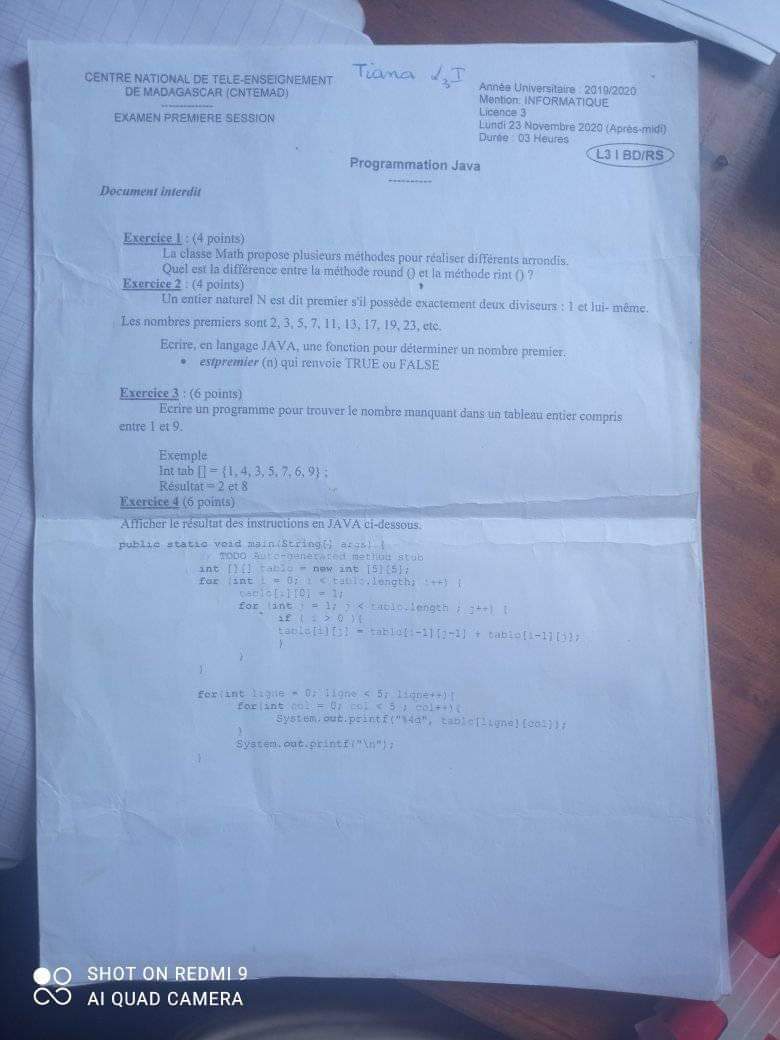 CENTRE NATIONAL DE TELE-ENSEIGNEMENT
DE MADAGASCAR (CNTEMAD)
-------------
EXAMEN PREMIERE SESSION
Tiana L3I
Année Universitaire : 2019/2020
Mention: INFORMATIQUE
Licence 3
Lundi 23 Novembre 2020 (Après-midi)
Durée : 03 Heures
L3 I BD/RS
Programmation Java
----------
Document interdit
Exercice 1 : (4 points)
La classe Math propose plusieurs méthodes pour réaliser différents arrondis.
Quel est la différence entre la méthode round () et la méthode rint () ?
Exercice 2 : (4 points)
Un entier naturel N est dit premier s'il possède exactement deux diviseurs : 1 et lui- même.
Les nombres premiers sont 2, 3, 5, 7, 11, 13, 17, 19, 23, etc.
Ecrire, en langage JAVA, une fonction pour déterminer un nombre premier.
• estpremier (n) qui renvoie TRUE ou FALSE
Exercice 3 : (6 points)
Ecrire un programme pour trouver le nombre manquant dans un tableau entier compris
entre 1 et 9.
Exemple
Int tab [] = {1, 4, 3, 5, 7, 6, 9} ;
Résultat = 2 et 8
Exercice 4 (6 points)
Afficher le résultat des instructions en JAVA ci-dessous.
public static void main(String[] args) {
// TODO Auto-generated method stub
int [][] tablo = new int [5][5];
for (int i = 0; i < tablo.length; i++) {
tablo[i][0] = 1;
for (int j = 1; j < tablo.length ; j++) {
if ( i > 0 ){
tablo[i][j] = tablo[i-1][j-1] + tablo[i-1][j];
}
}
}
for(int ligne = 0; ligne < 5; ligne++){
for(int col = 0; col < 5 ; col++){
System.out.printf("%4d", tablo[ligne][col]);
}
System.out.printf("\n");
}
SHOT ON REDMI 9
AI QUAD CAMERA